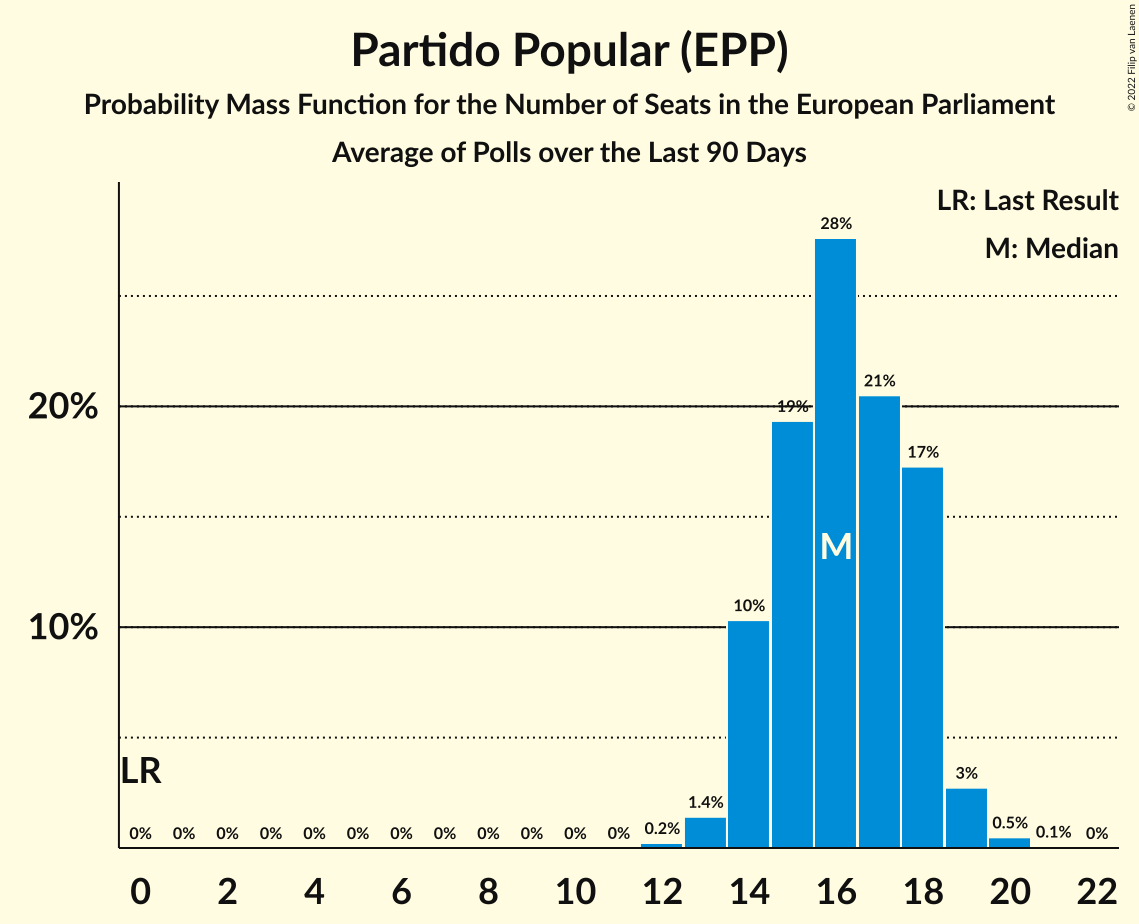 Partido Popular (EPP)
Probability Mass Function for the Number of Seats in the European Parliament
Average of Polls over the Last 90 Days
© 2022 Filip van Laenen
LR: Last Result
M: Median
28%
21%
20%
19%
17%
M
10%
10%
LR
3%
1.4%
0% 0% 0% 0% 0% 0% 0% 0% 0% 0% 0% 0% 0.2% 0.5% 0.1% 0%
0 2 4 6 8 10 12 14 16 18 20 22